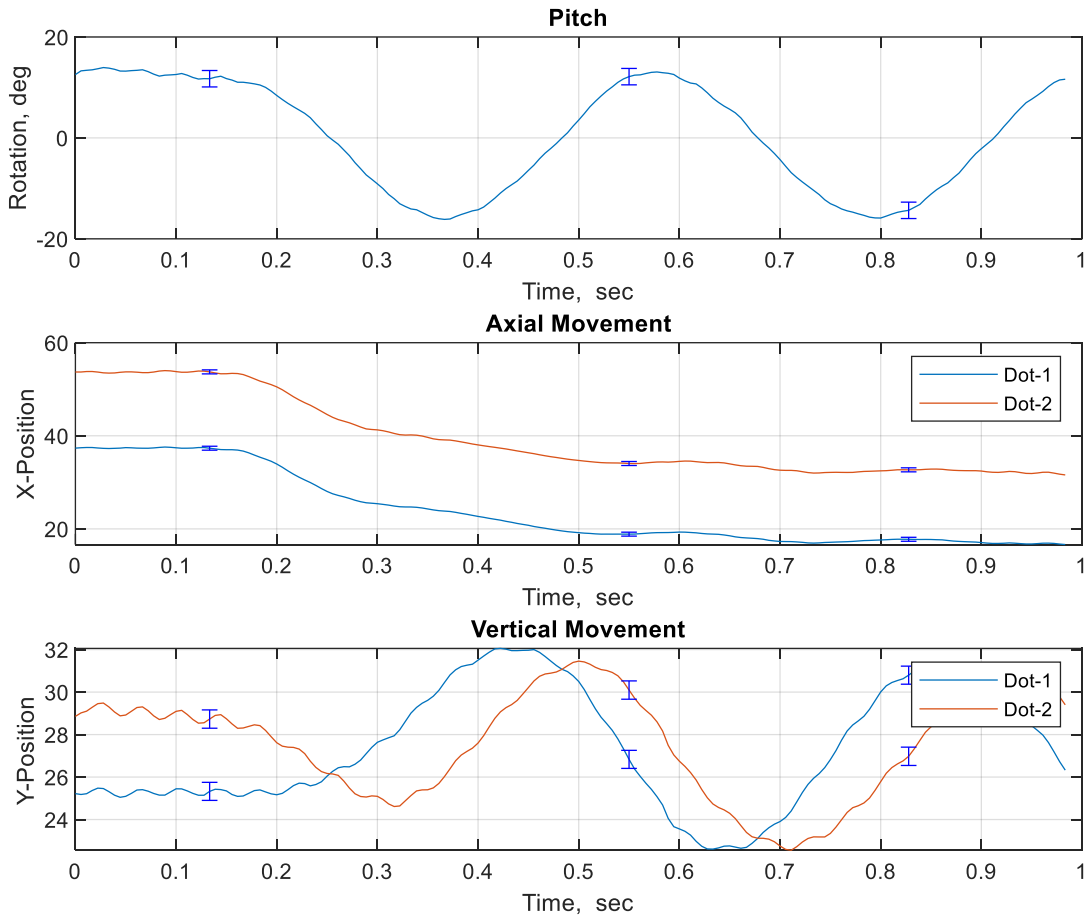 Pitch
20
0
-20
Rotation, deg
0 0.1 0.2 0.3 0.4 0.5 0.6 0.7 0.8 0.9 1
Time, sec
Axial Movement
60
40
20
X-Position
Dot-1
Dot-2
0 0.1 0.2 0.3 0.4 0.5 0.6 0.7 0.8 0.9 1
Time, sec
Vertical Movement
32
30
28
26
24
Y-Position
Dot-1
Dot-2
0 0.1 0.2 0.3 0.4 0.5 0.6 0.7 0.8 0.9 1
Time, sec